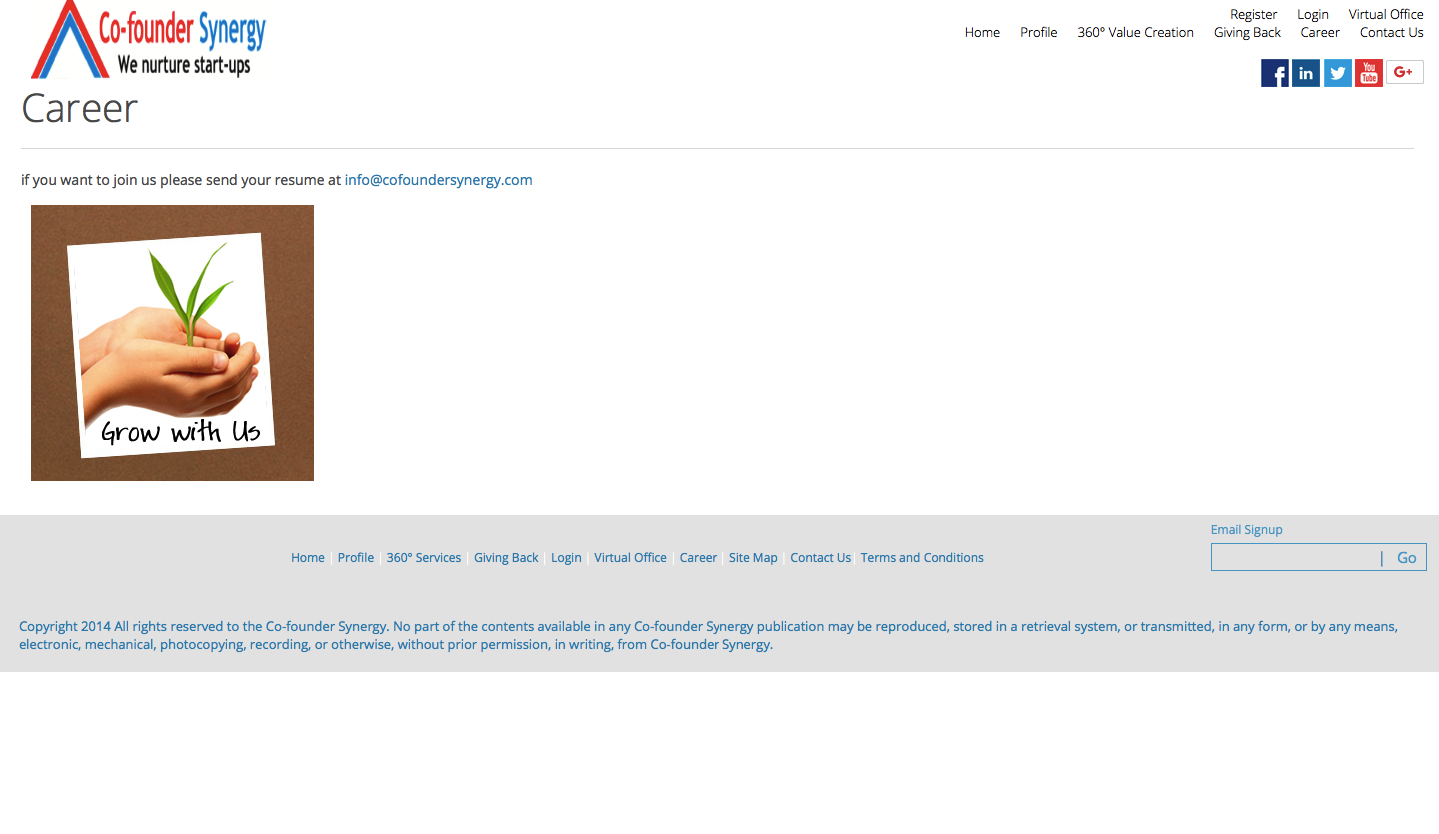 Co-founder Synergy
We nurture start-ups
Register Login Virtual Office
Home Profile 360° Value Creation Giving Back Career Contact Us
f in You Tube G+
Career
if you want to join us please send your resume at info@cofoundersynergy.com
Grow with Us
Email Signup
Home | Profile | 360° Services | Giving Back | Login | Virtual Office | Career | Site Map | Contact Us | Terms and Conditions
| Go
Copyright 2014 All rights reserved to the Co-founder Synergy. No part of the contents available in any Co-founder Synergy publication may be reproduced, stored in a retrieval system, or transmitted, in any form, or by any means,
electronic, mechanical, photocopying, recording, or otherwise, without prior permission, in writing, from Co-founder Synergy.